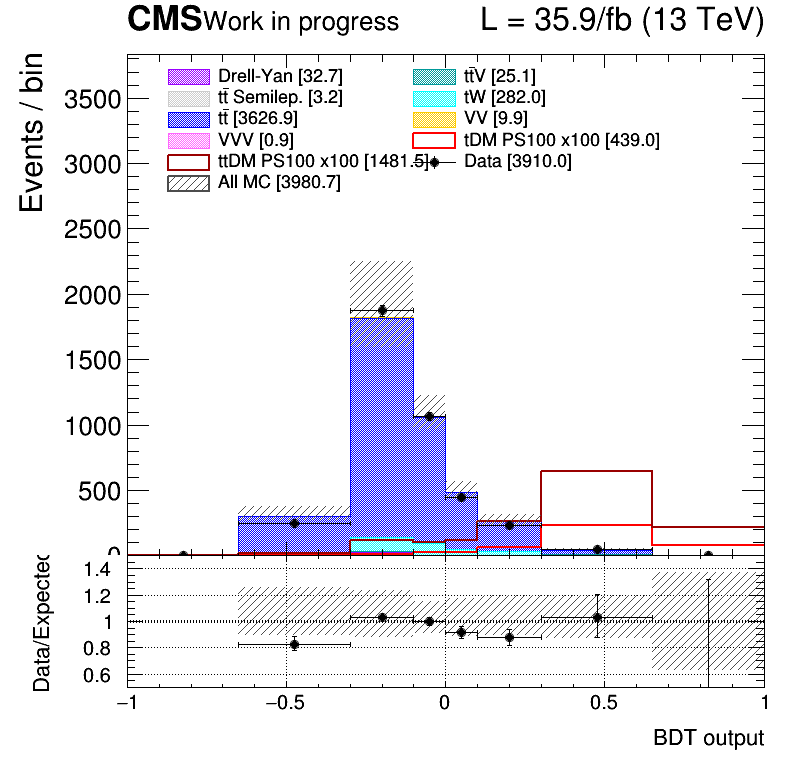 CMS Work in progress L = 35.9/fb (13 TeV)
Events / bin
3500
3000
2500
2000
1500
1000
500
0
Drell-Yan [32.7]
tt̄ Semilep. [3.2]
tt̄ [3626.9]
VVV [0.9]
ttDM PS100 x100 [1481.5]
All MC [3980.7]
tt̄V [25.1]
tW [282.0]
VV [9.9]
tDM PS100 x100 [439.0]
Data [3910.0]
Data/Expected
1.4
1.2
1
0.8
0.6
−1 −0.5 0 0.5 1
BDT output